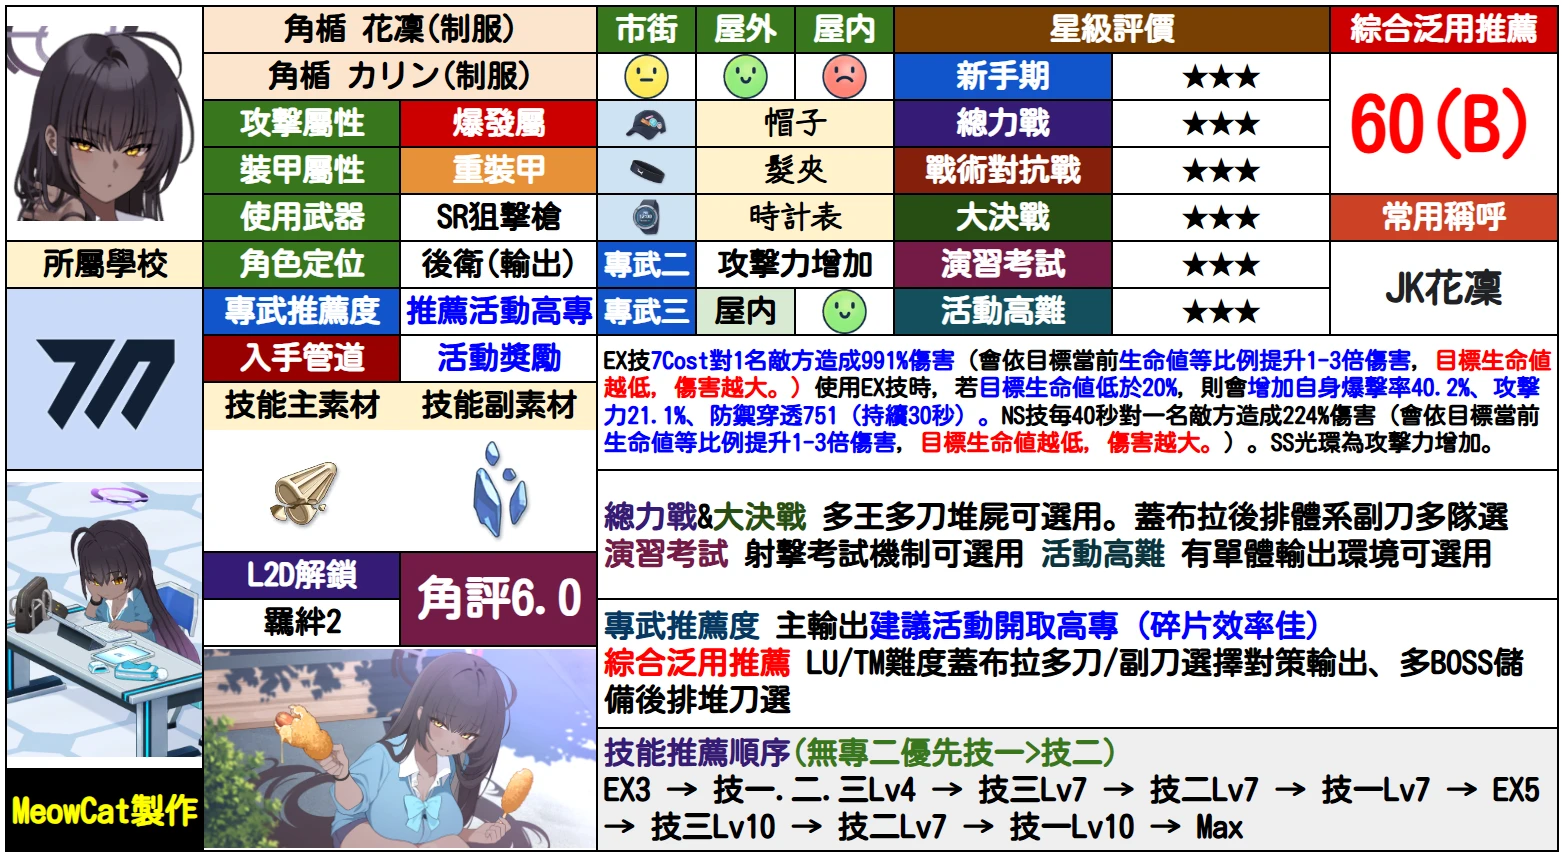 角楯 花凜(制服)
市街
屋外
屋内
星級評價
綜合泛用推薦
角楯 カリン(制服)
新手期
★★★
60(B)
攻擊屬性
爆發屬
帽子
總力戰
★★★
裝甲屬性
重裝甲
髮夾
戰術對抗戰
★★★
使用武器
SR狙擊槍
時計表
大決戰
★★★
常用稱呼
所屬學校
角色定位
後衛(輸出)
專武二
攻擊力增加
演習考試
★★★
JK花凜
專武推薦度
推薦活動高專
專武三
屋内
活動高難
★★★
入手管道
活動獎勵
技能主素材
技能副素材
EX技7Cost對1名敵方造成991%傷害（會依目標當前生命值等比例提升1-3倍傷害，目標生命值
越低，傷害越大。）使用EX技時，若目標生命值低於20%，則會增加自身爆擊率40.2%、攻擊
力21.1%、防禦穿透751（持續30秒）。NS技每40秒對一名敵方造成224%傷害（會依目標當前
生命值等比例提升1-3倍傷害，目標生命值越低，傷害越大。）。SS光環為攻擊力增加。
總力戰&大決戰 多王多刀堆屍可選用。蓋布拉後排體系副刀多隊選
演習考試 射擊考試機制可選用 活動高難 有單體輸出環境可選用
L2D解鎖
羈絆2
角評6.0
專武推薦度 主輸出建議活動開取高專（碎片效率佳）
綜合泛用推薦 LU/TM難度蓋布拉多刀/副刀選擇對策輸出、多BOSS儲
備後排堆刀選
技能推薦順序(無專二優先技一>技二)
EX3 → 技一.二.三Lv4 → 技三Lv7 → 技二Lv7 → 技一Lv7 → EX5
→ 技三Lv10 → 技二Lv7 → 技一Lv10 → Max
MeowCat製作